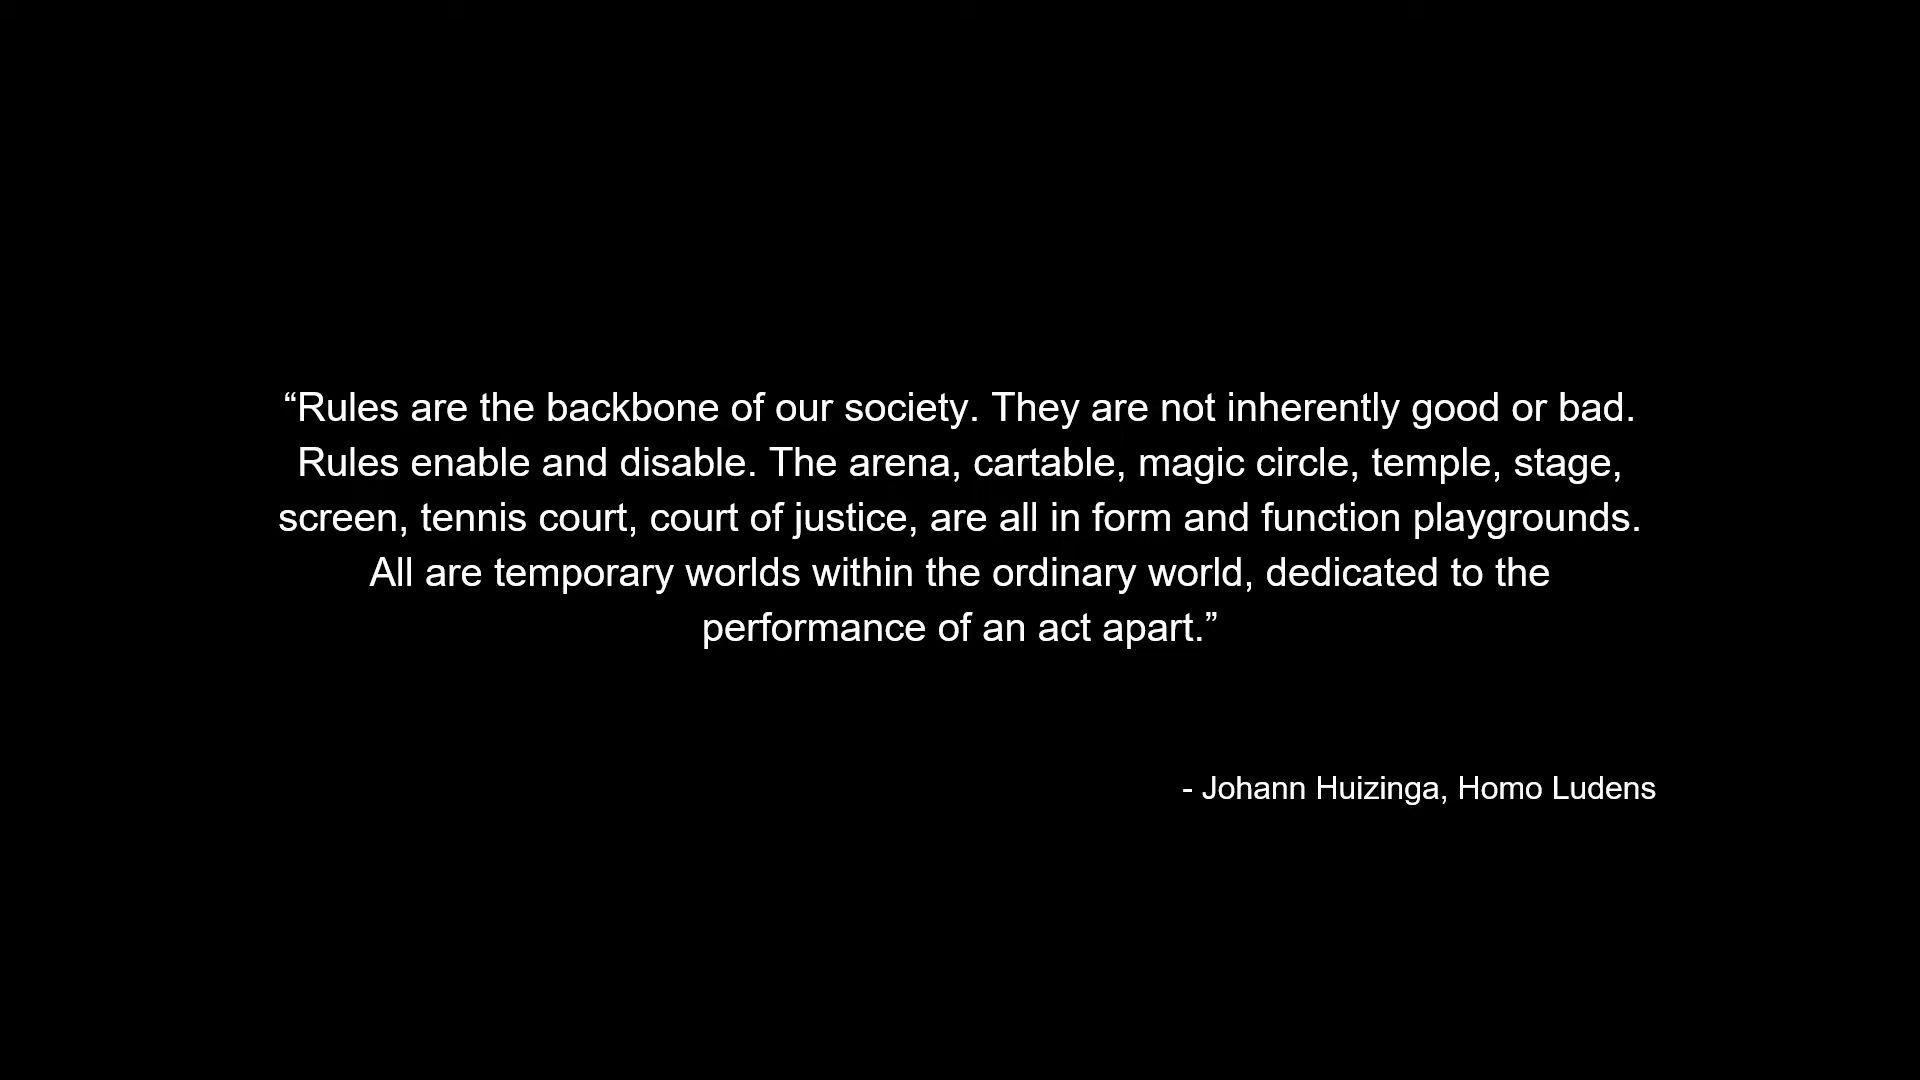 “Rules are the backbone of our society. They are not inherently good or bad.
Rules enable and disable. The arena, cartable, magic circle, temple, stage,
screen, tennis court, court of justice, are all in form and function playgrounds.
All are temporary worlds within the ordinary world, dedicated to the
performance of an act apart.”
- Johann Huizinga, Homo Ludens